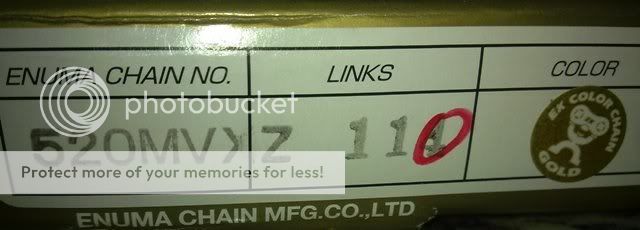 ENUMA CHAIN NO. LINKS COLOR
photobucket
520MVXZ 110
EK COLOR CHAIN
GOLD
Protect more of your memories for less!
ENUMA CHAIN MFG.CO.,LTD